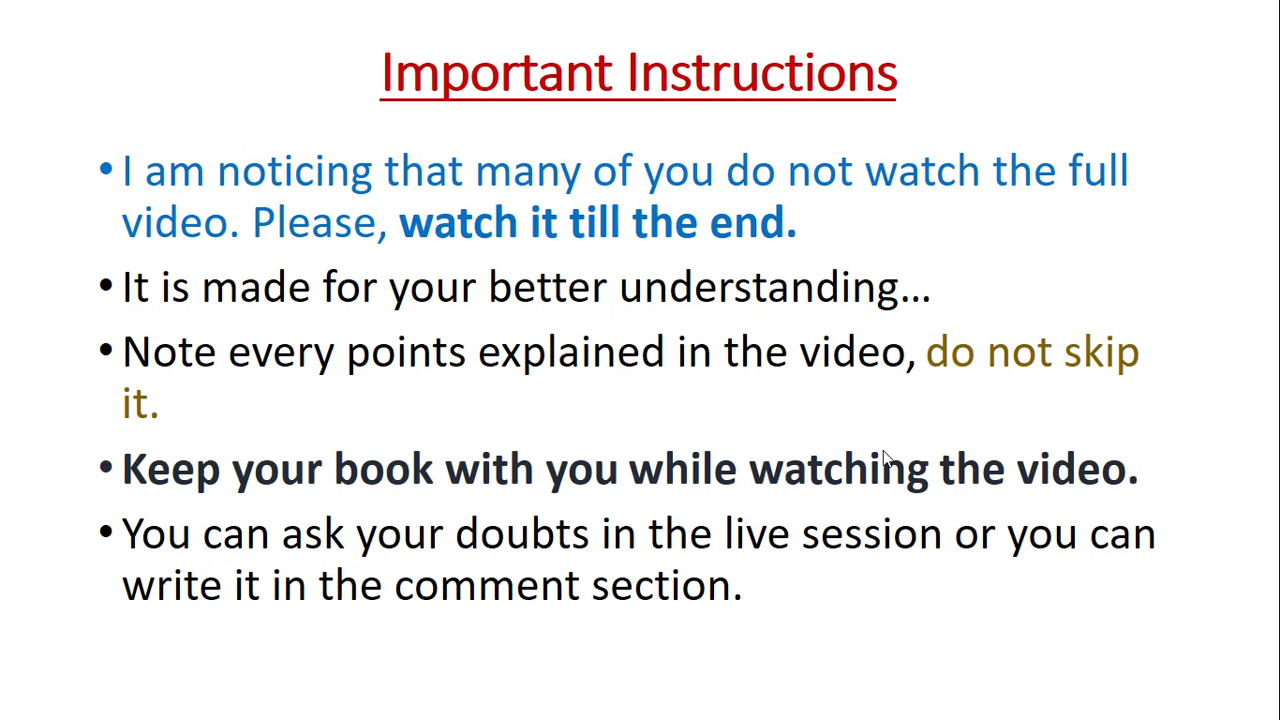 Important Instructions
•I am noticing that many of you do not watch the full
video. Please, watch it till the end.
•It is made for your better understanding…
•Note every points explained in the video, do not skip
it.
•Keep your book with you while watching the video.
•You can ask your doubts in the live session or you can
write it in the comment section.